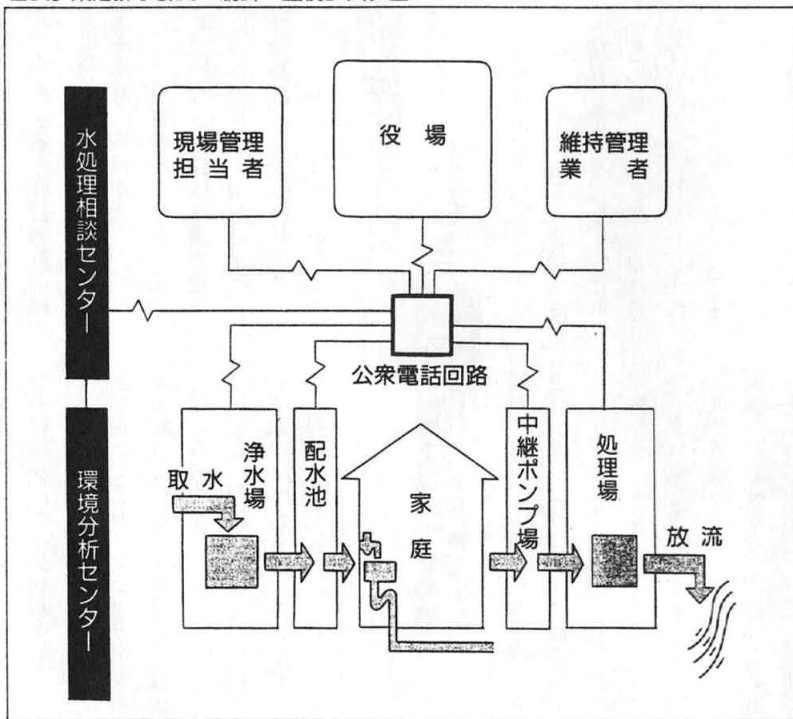 現場管理
担当者
役場
維持管理
業者
水処理相談センター
公衆電話回路
環境分析センター
取水
浄水場
配水池
家庭
中継ポンプ場
処理場
放流